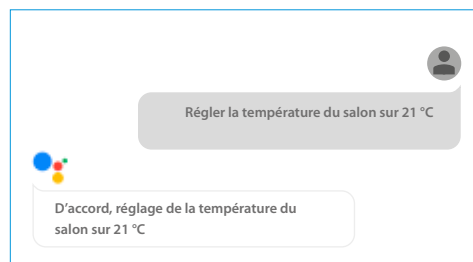 Régler la température du salon sur 21 °C
D’accord, réglage de la température du
salon sur 21 °C